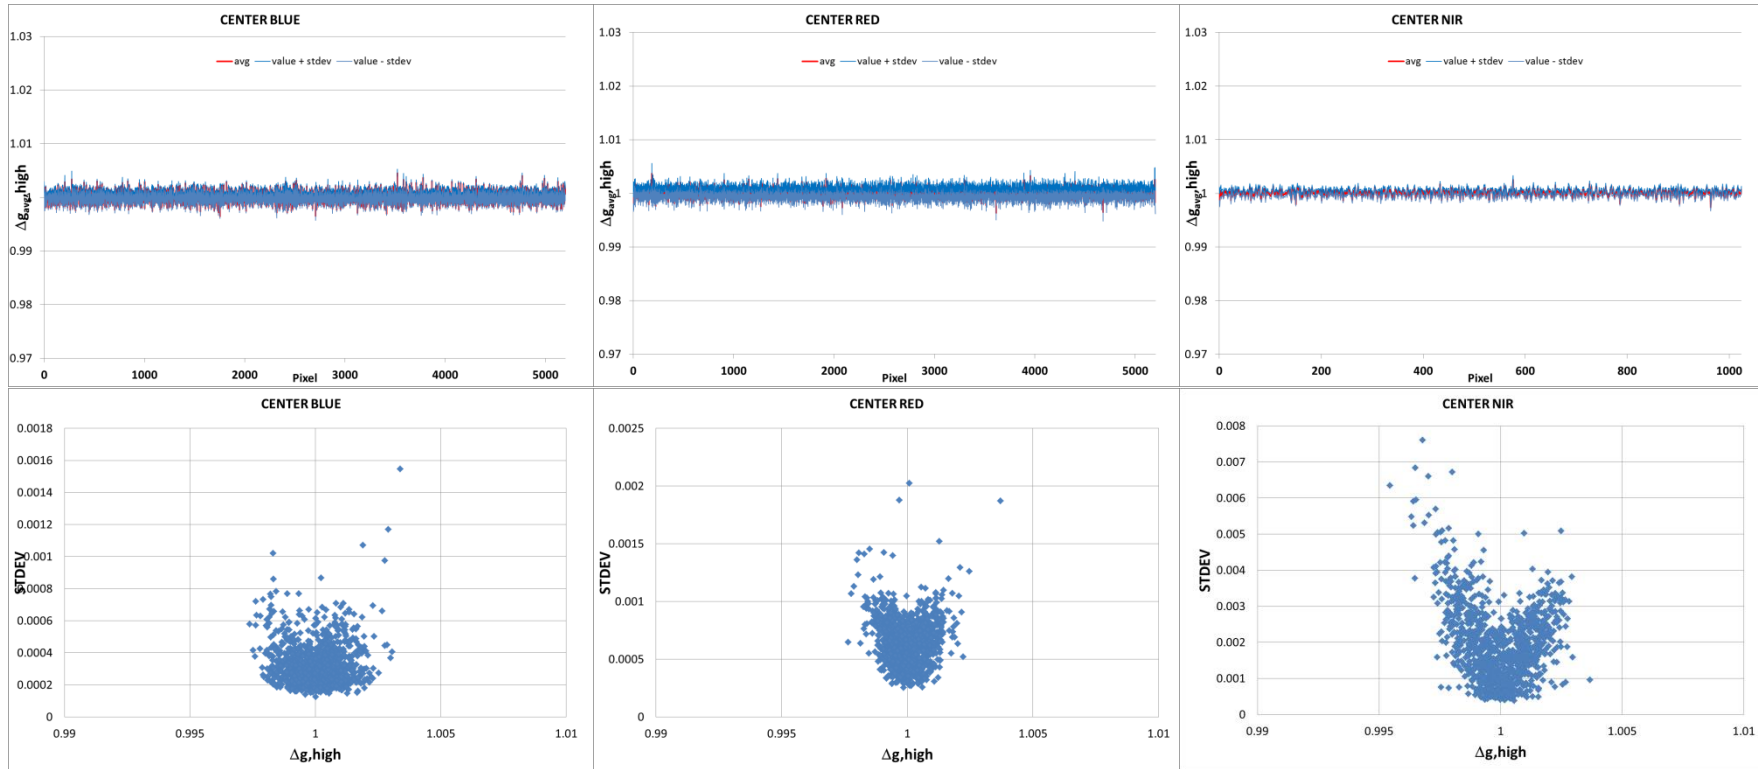 CENTER BLUE
1.03
avg value + stdev value - stdev
1.02
1.01
1
0.99
0.98
0.97
Δgavg,high
0 1000 2000 3000 4000 5000
Pixel
CENTER RED
1.03
avg value + stdev value - stdev
1.02
1.01
1
0.99
0.98
0.97
Δgavg,high
0 1000 2000 3000 4000 5000
Pixel
CENTER NIR
1.03
avg value + stdev value - stdev
1.02
1.01
1
0.99
0.98
0.97
Δgavg,high
0 200 400 600 800 1000
Pixel
CENTER BLUE
0.0018
0.0016
0.0014
0.0012
0.001
0.0008
0.0006
0.0004
0.0002
0
STDEV
0.99 0.995 1 1.005 1.01
Δg,high
CENTER RED
0.0025
0.002
0.0015
0.001
0.0005
0
STDEV
0.99 0.995 1 1.005 1.01
Δg,high
CENTER NIR
0.008
0.007
0.006
0.005
0.004
0.003
0.002
0.001
0
STDEV
0.99 0.995 1 1.005 1.01
Δg,high